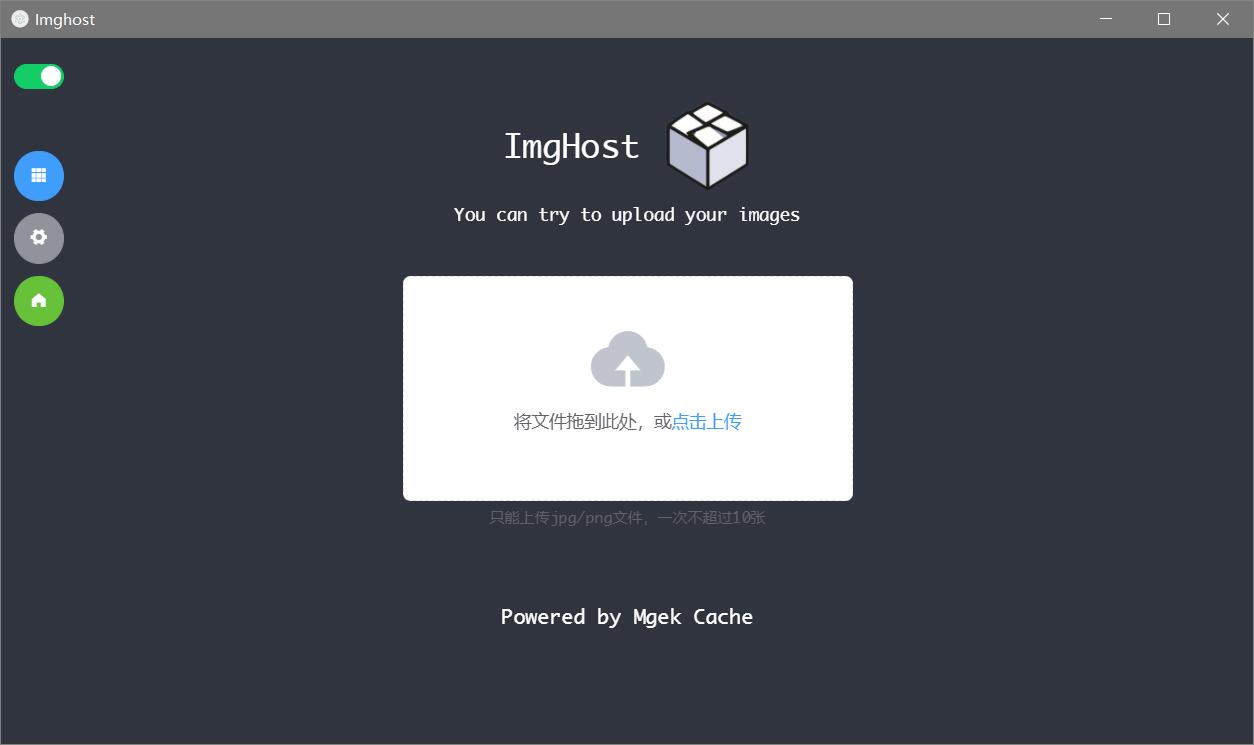 Imghost
ImgHost
You can try to upload your images
将文件拖到此处，或点击上传
只能上传jpg/png文件，一次不超过10张
Powered by Mgek Cache